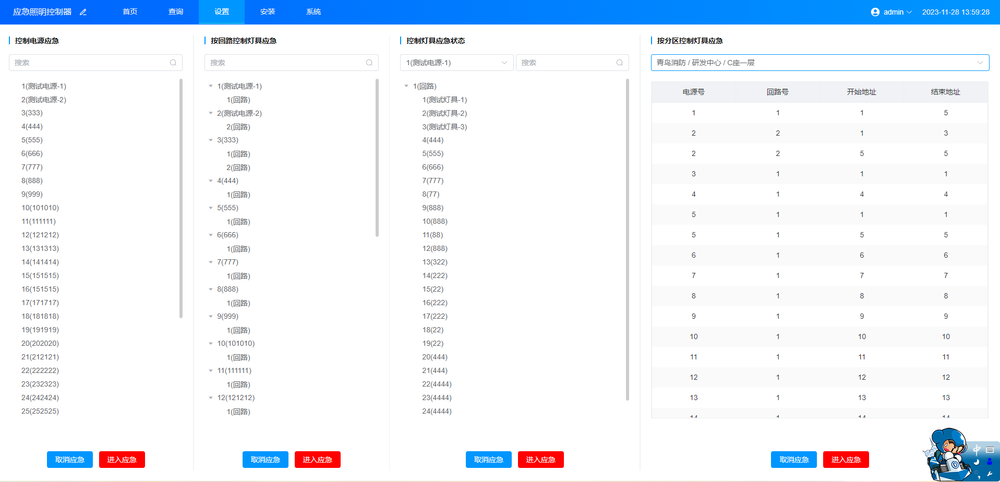 应急照明控制器 首页 查询 设置 安装 系统 admin 2023-11-28 13:59:28
控制电源应急
搜索
1(测试电源-1)
2(测试电源-2)
3(333)
4(444)
5(555)
6(666)
7(777)
8(888)
9(999)
10(101010)
11(111111)
12(121212)
13(131313)
14(141414)
15(151515)
16(151515)
17(171717)
18(181818)
19(191919)
20(202020)
21(212121)
22(222222)
23(232323)
24(242424)
25(252525)
取消应急 进入应急
按回路控制灯具应急
搜索
1(测试电源-1)
1(回路)
2(测试电源-2)
2(回路)
3(333)
1(回路)
2(回路)
4(444)
1(回路)
5(555)
1(回路)
6(666)
1(回路)
7(777)
1(回路)
8(888)
1(回路)
9(999)
1(回路)
10(101010)
1(回路)
11(111111)
1(回路)
12(121212)
1(回路)
取消应急 进入应急
控制灯具应急状态
1(测试电源-1) 搜索
1(回路)
1(测试灯具-1)
2(测试灯具-2)
3(测试灯具-3)
4(444)
5(555)
6(666)
7(777)
8(77)
9(888)
10(888)
11(88)
12(888)
13(322)
14(222)
15(22)
16(222)
17(222)
18(22)
19(22)
20(444)
21(444)
22(4444)
23(4444)
24(4444)
取消应急 进入应急
按分区控制灯具应急
青鸟消防 / 研发中心 / C座一层
电源号 回路号 开始地址 结束地址
1 1 1 5
2 2 1 3
2 2 5 5
3 1 1 1
4 1 4 4
5 1 1 1
5 1 5 5
6 1 6 6
7 1 7 7
8 1 8 8
9 1 9 9
10 1 10 10
11 1 11 11
12 1 12 12
13 1 13 13
14 1 14 14
取消应急 进入应急
中